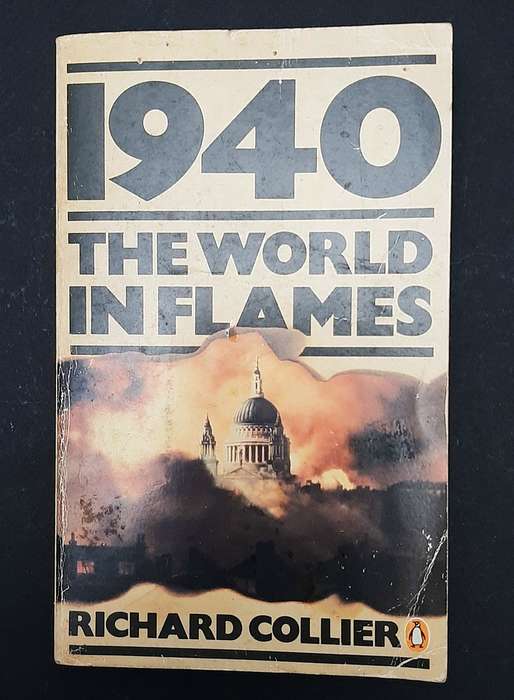 1940
THE WORLD
IN FLAMES
RICHARD COLLIER